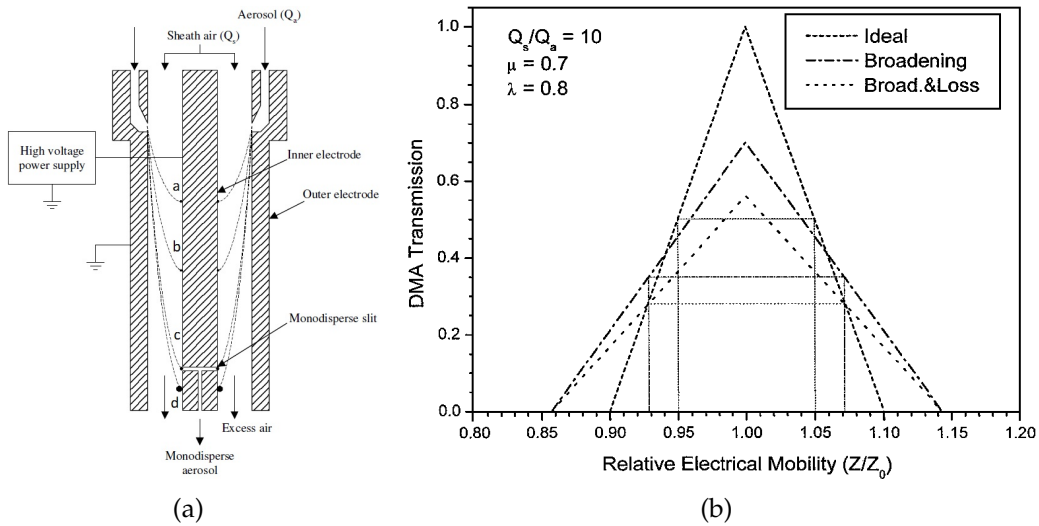 Aerosol (Qa)
Sheath air (Qs)
High voltage
power supply
Inner electrode
Outer electrode
a
b
c
d
Monodisperse slit
Excess air
Monodisperse
aerosol
(a)
DMA Transmission
1.0
0.8
0.6
0.4
0.2
0.0
Qs/Qa = 10
μ = 0.7
λ = 0.8
Ideal
Broadening
Broad.&Loss
0.80 0.85 0.90 0.95 1.00 1.05 1.10 1.15 1.20
Relative Electrical Mobility (Z/Z0)
(b)